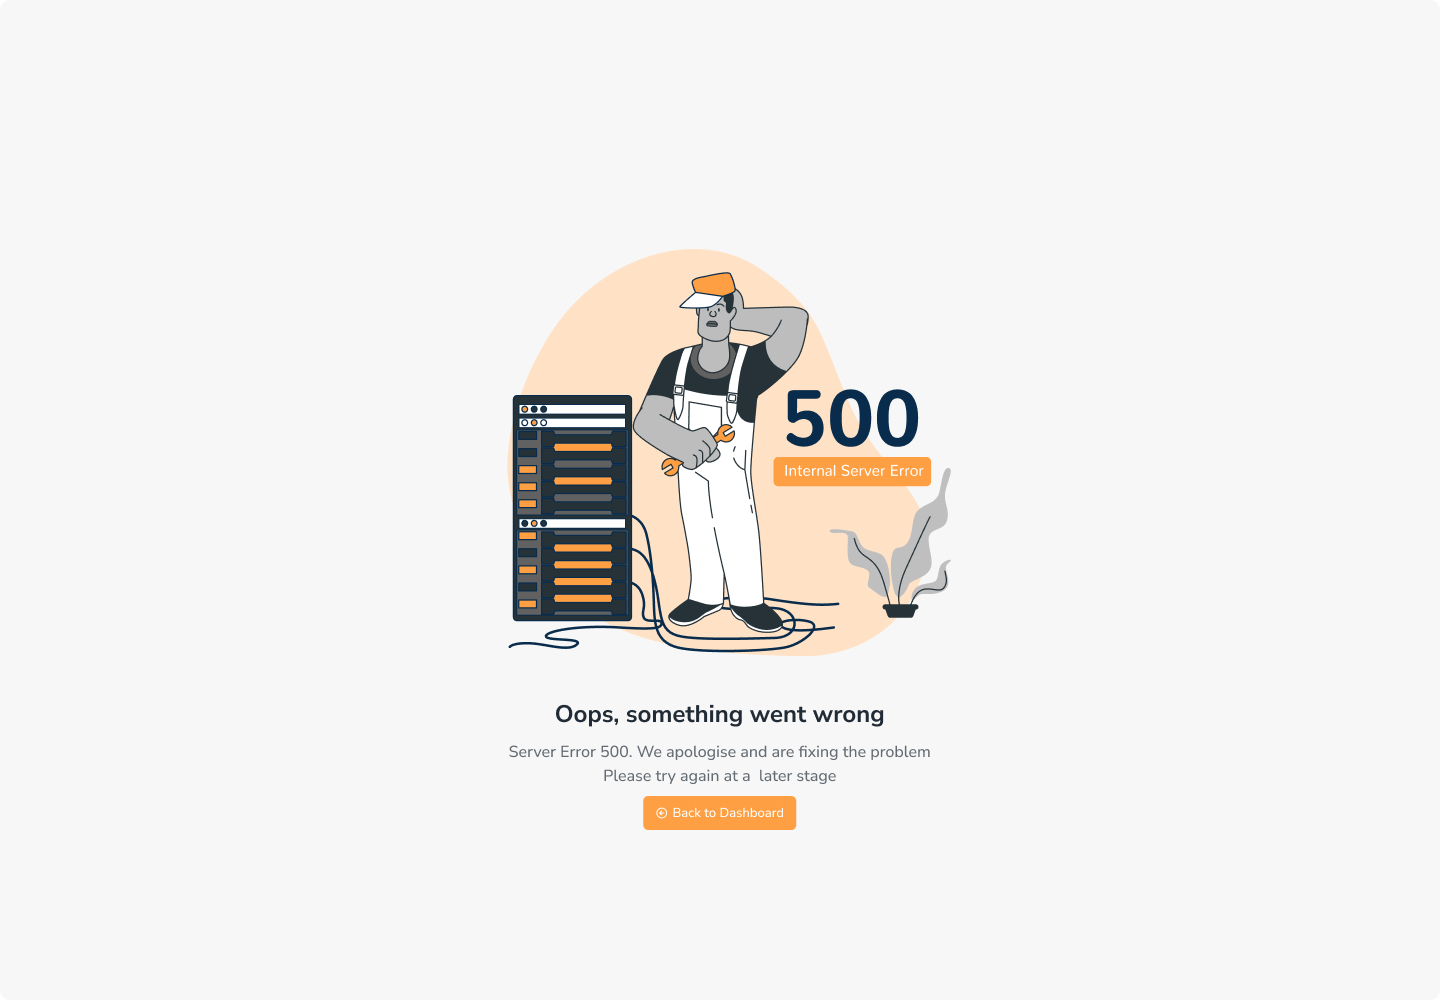 500
Internal Server Error
Oops, something went wrong
Server Error 500. We apologise and are fixing the problem
Please try again at a  later stage
Back to Dashboard